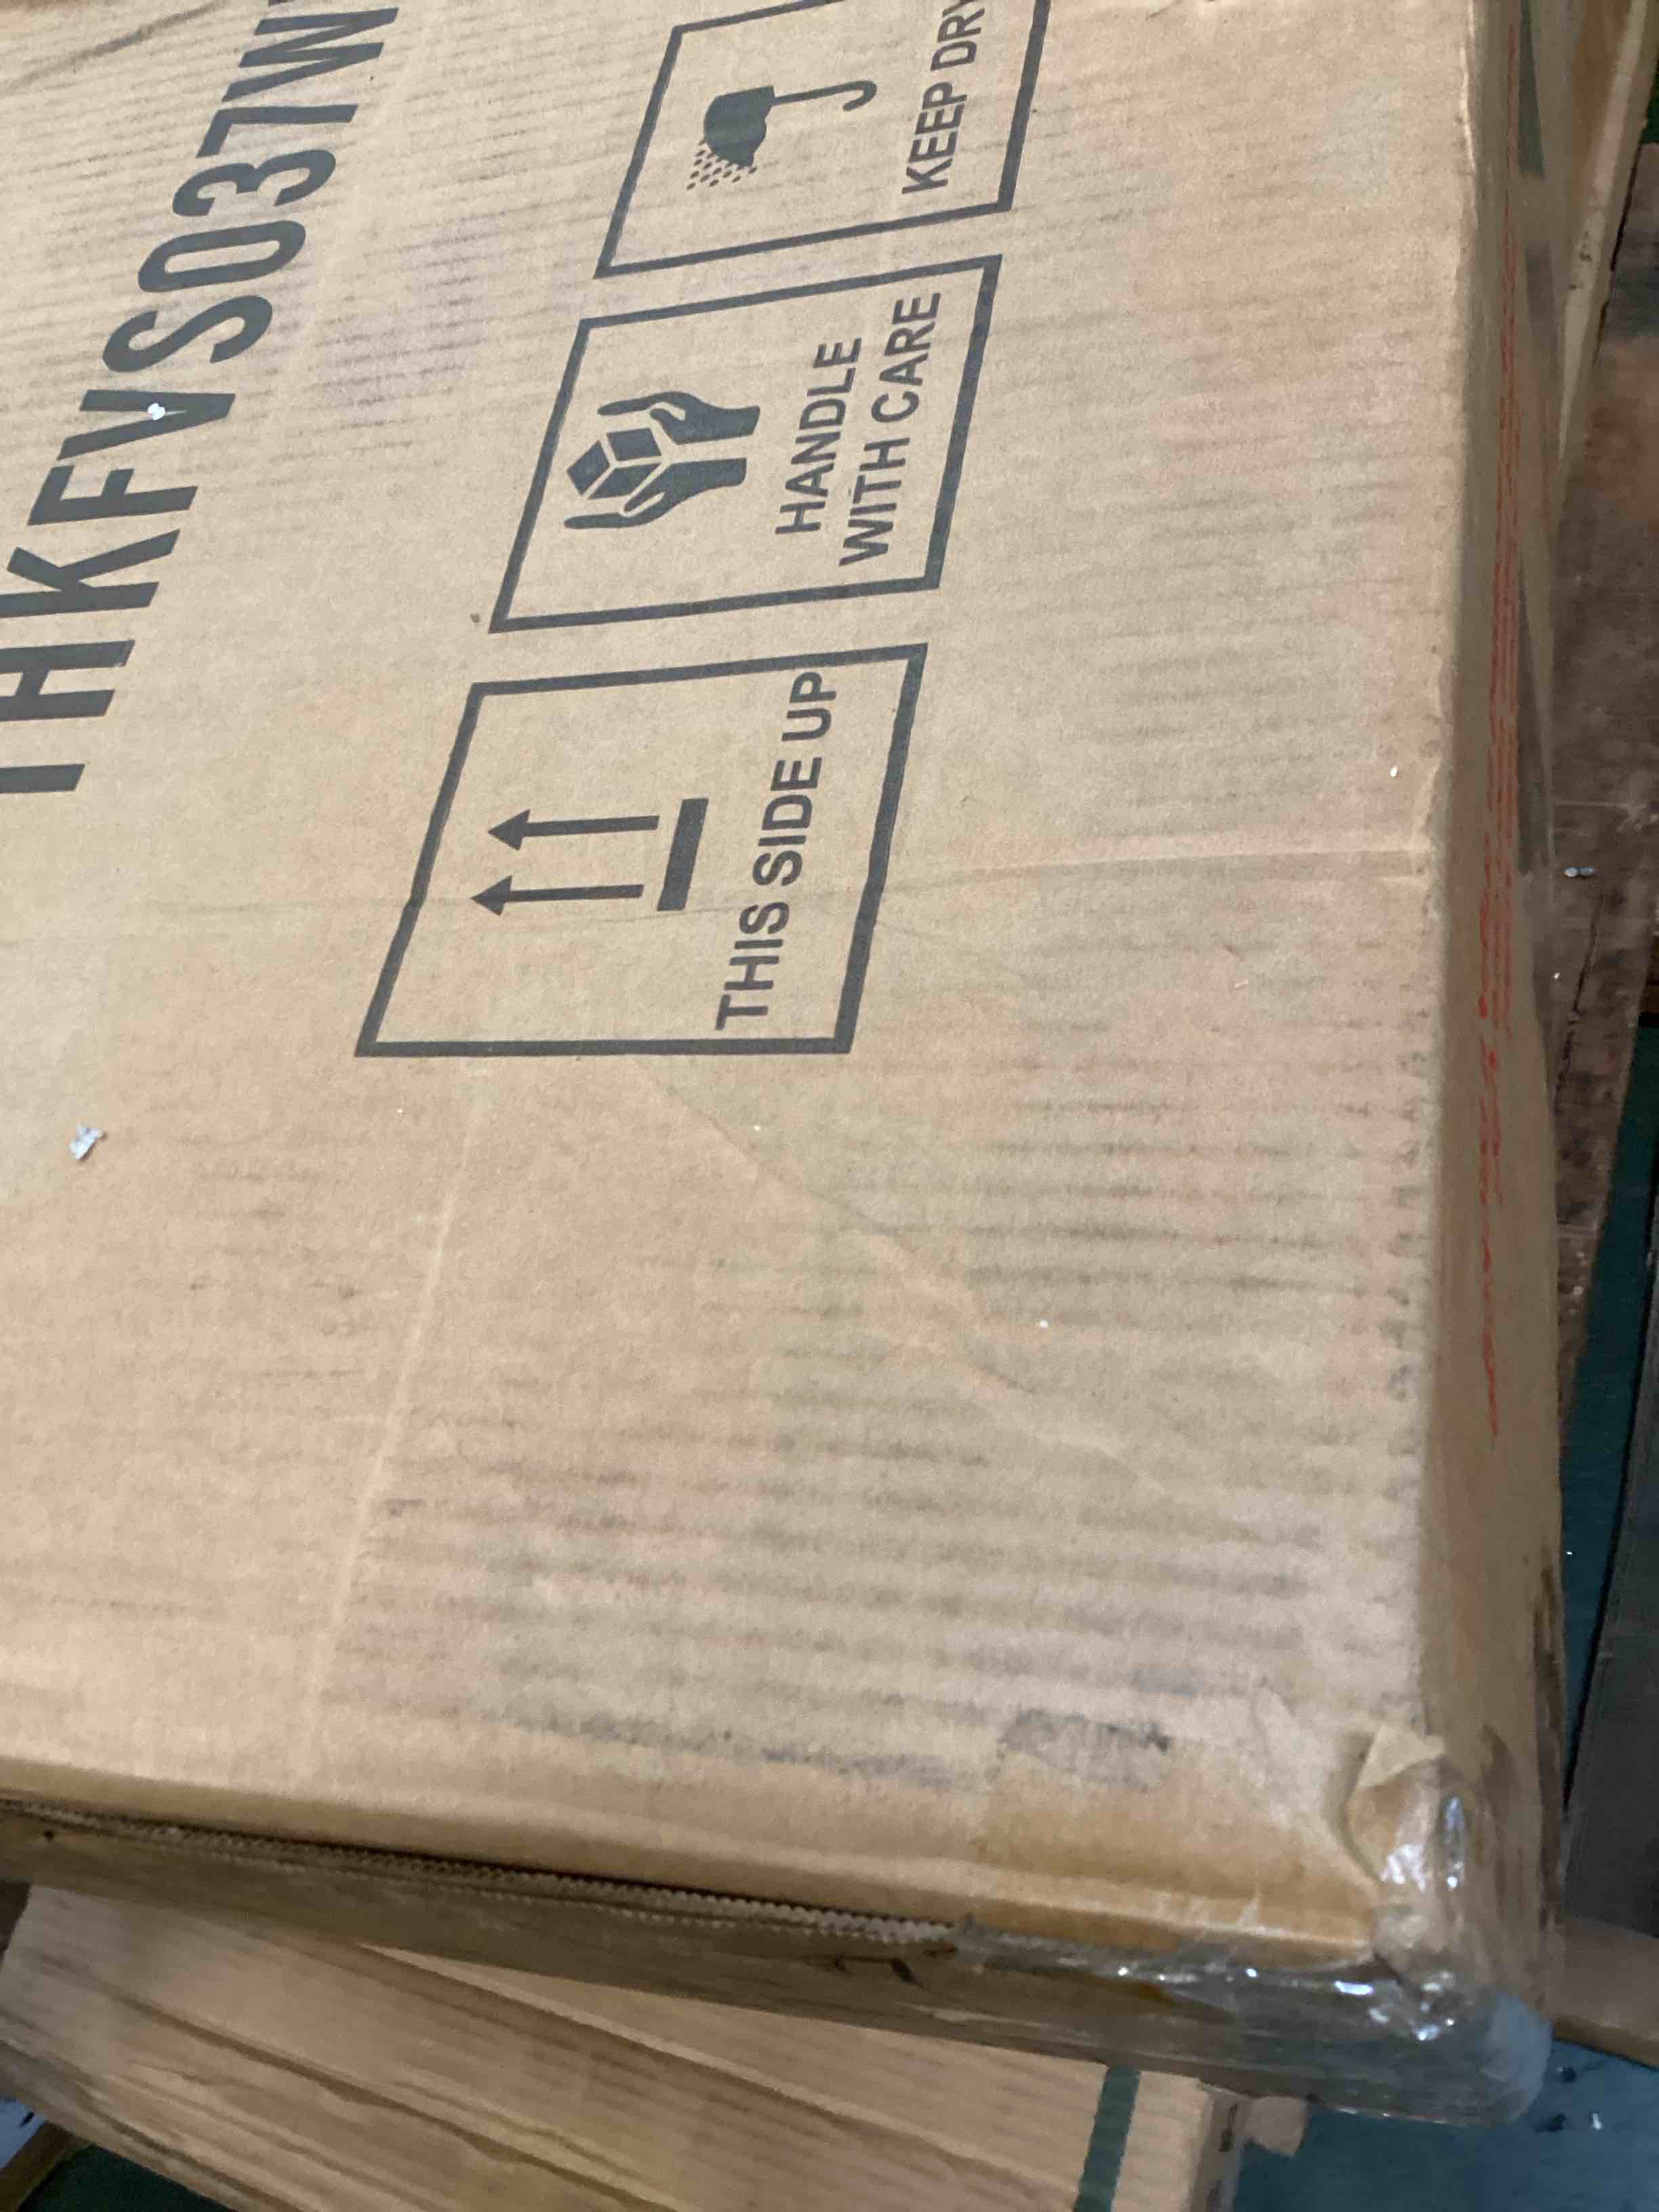 THKFVS037W
THIS SIDE UP
HANDLE
WITH CARE
KEEP DRY